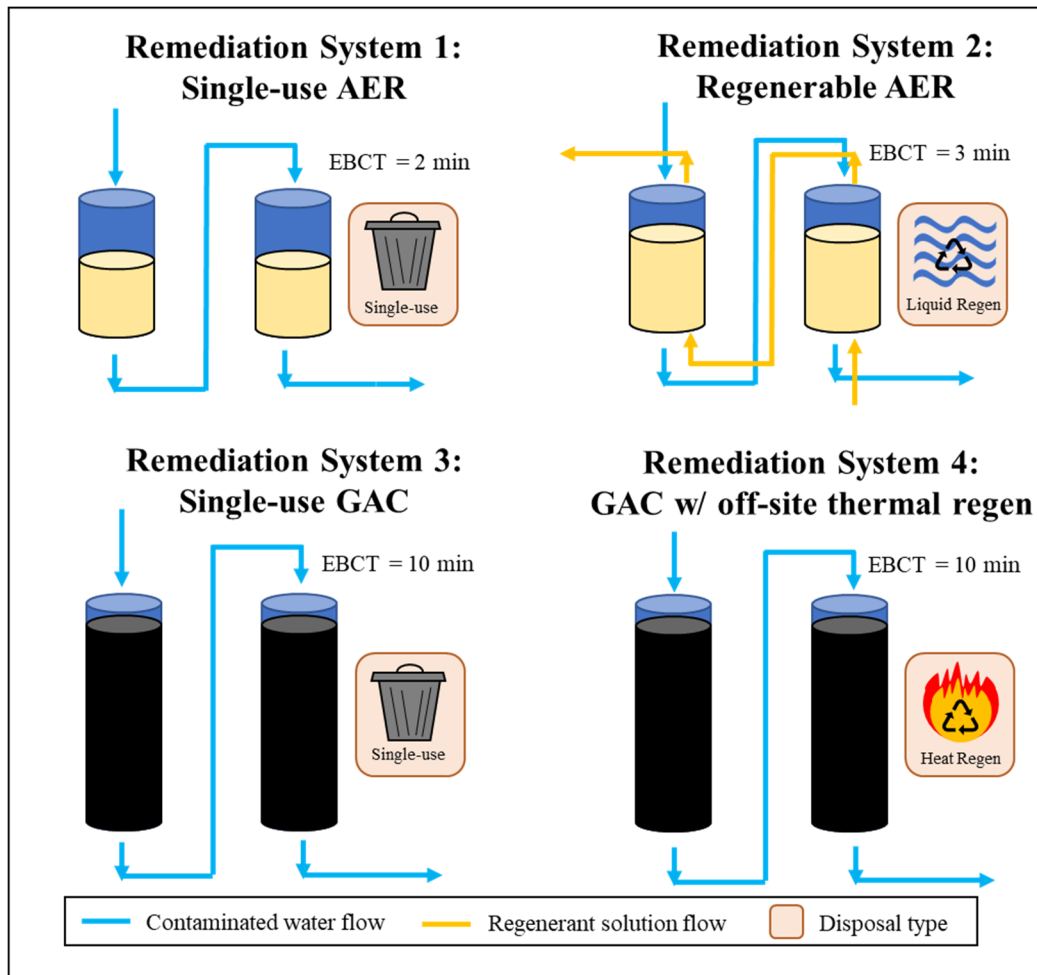 Remediation System 1:
Single-use AER
EBCT = 2 min
Single-use
Remediation System 2:
Regenerable AER
EBCT = 3 min
Liquid Regen
Remediation System 3:
Single-use GAC
EBCT = 10 min
Single-use
Remediation System 4:
GAC w/ off-site thermal regen
EBCT = 10 min
Heat Regen
Contaminated water flow
Regenerant solution flow
Disposal type